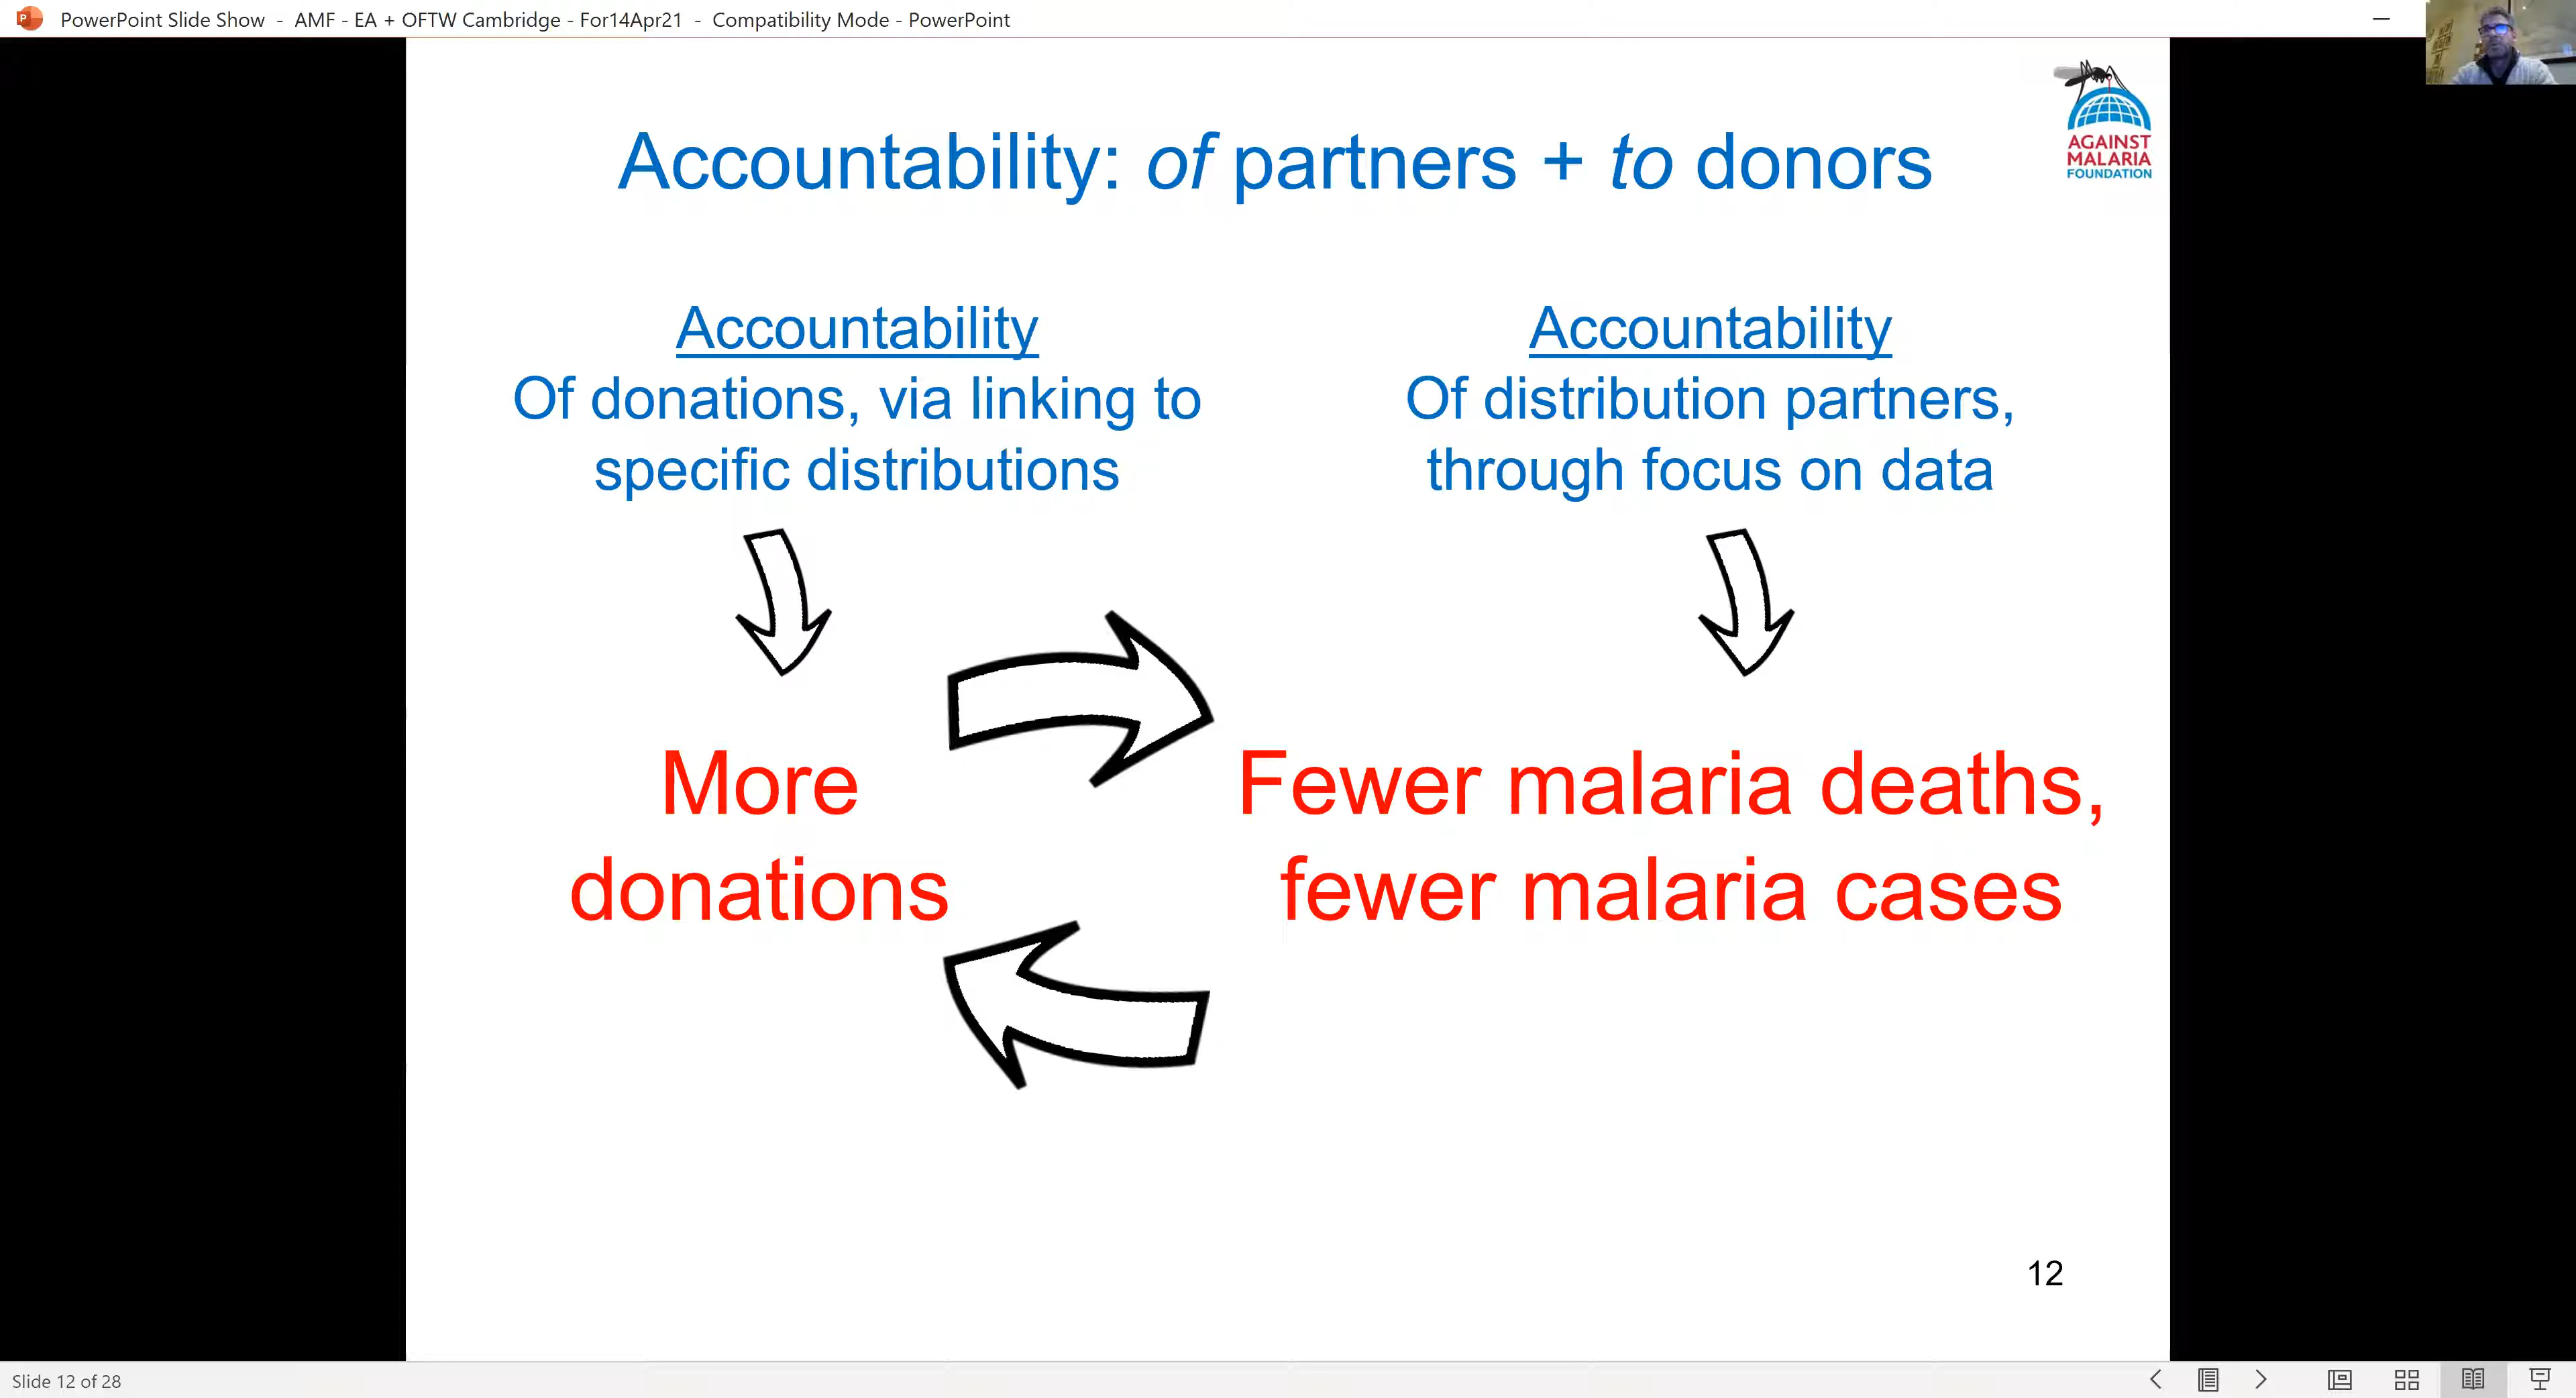 PowerPoint Slide Show - AMF - EA + OFTW Cambridge - For14Apr21 - Compatibility Mode - PowerPoint
AGAINST
MALARIA
FOUNDATION
Accountability: of partners + to donors
Accountability
Of donations, via linking to
specific distributions
Accountability
Of distribution partners,
through focus on data
More
donations
Fewer malaria deaths,
fewer malaria cases
12
Slide 12 of 28